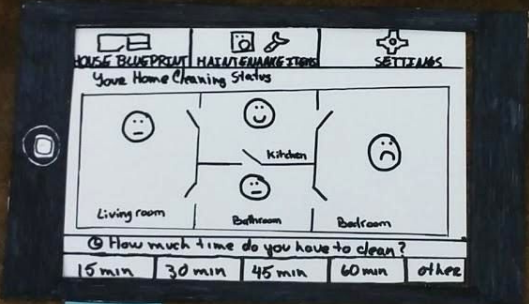 HOUSE BLUEPRINT MAINTENANCE ITEMS SETTINGS
Your Home Cleaning Status
Kitchen
Living room Bathroom Bedroom
How much time do you have to clean?
15 min 30 min 45 min 60 min other